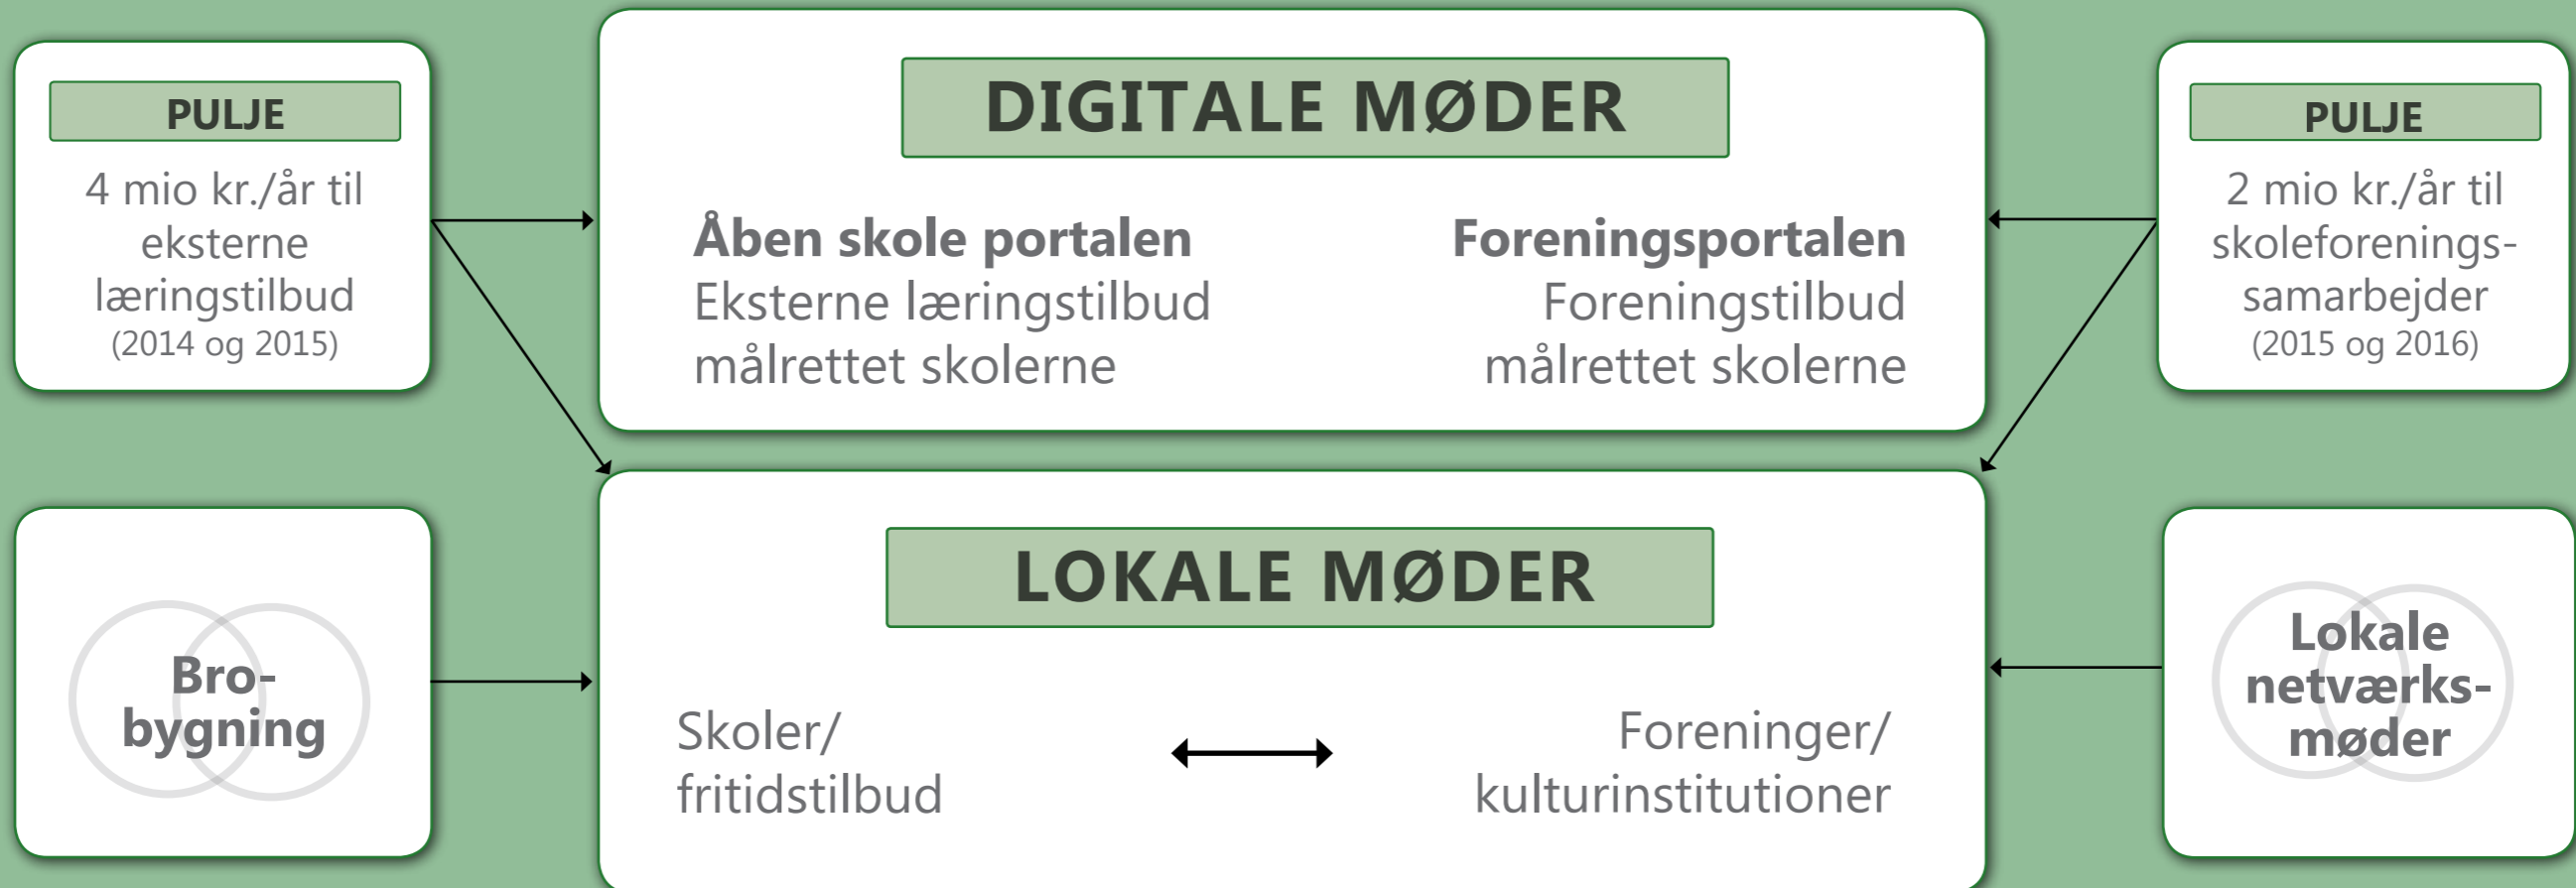 PULJE
4 mio kr./år til
eksterne
læringstilbud
(2014 og 2015)
DIGITALE MØDER
Åben skole portalen
Eksterne læringstilbud
målrettet skolerne
Foreningsportalen
Foreningstilbud
målrettet skolerne
PULJE
2 mio kr./år til
skoleforenings-
samarbejder
(2015 og 2016)
Bro-
bygning
LOKALE MØDER
Skoler/
fritidstilbud
Foreninger/
kulturinstitutioner
Lokale
netværks-
møder